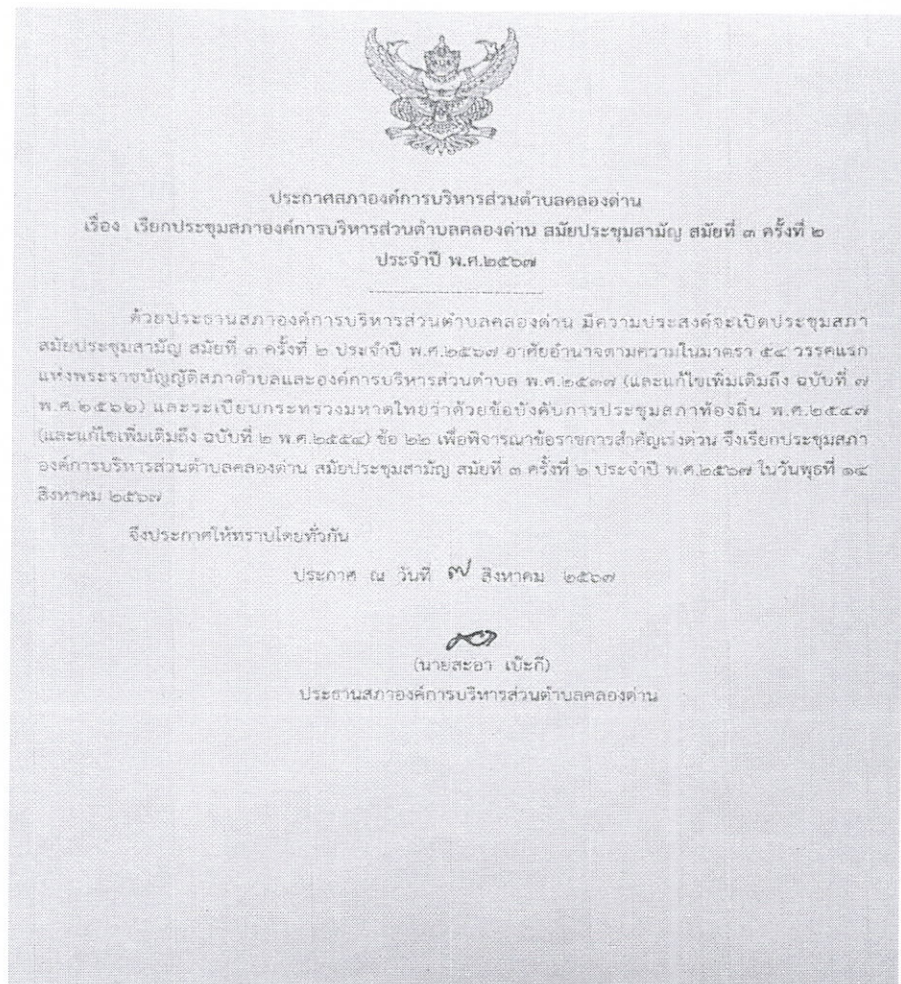 ประกาศสภาองค์การบริหารส่วนตำบลคลองด่าน
เรื่อง เรียกประชุมสภาองค์การบริหารส่วนตำบลคลองด่าน สมัยประชุมสามัญ สมัยที่ ๓ ครั้งที่ ๒
ประจำปี พ.ศ.๒๕๖๗
ด้วยประธานสภาองค์การบริหารส่วนตำบลคลองด่าน มีความประสงค์จะเปิดประชุมสภา
สมัยประชุมสามัญ สมัยที่ ๓ ครั้งที่ ๒ ประจำปี พ.ศ.๒๕๖๗ อาศัยอำนาจตามความในมาตรา ๕๔ วรรคแรก
แห่งพระราชบัญญัติสภาตำบลและองค์การบริหารส่วนตำบล พ.ศ.๒๕๓๗ (และแก้ไขเพิ่มเติมถึง ฉบับที่ ๗
พ.ศ.๒๕๖๒) และระเบียบกระทรวงมหาดไทยว่าด้วยข้อบังคับการประชุมสภาท้องถิ่น พ.ศ.๒๕๔๗
(และแก้ไขเพิ่มเติมถึง ฉบับที่ ๒ พ.ศ.๒๕๕๔) ข้อ ๒๒ เพื่อพิจารณาข้อราชการสำคัญเร่งด่วน จึงเรียกประชุมสภา
องค์การบริหารส่วนตำบลคลองด่าน สมัยประชุมสามัญ สมัยที่ ๓ ครั้งที่ ๒ ประจำปี พ.ศ.๒๕๖๗ ในวันพุธที่ ๑๔
สิงหาคม ๒๕๖๗
จึงประกาศให้ทราบโดยทั่วกัน
ประกาศ ณ วันที่ ๗ สิงหาคม ๒๕๖๗
(นายสะอา เบ๊ะกี)
ประธานสภาองค์การบริหารส่วนตำบลคลองด่าน